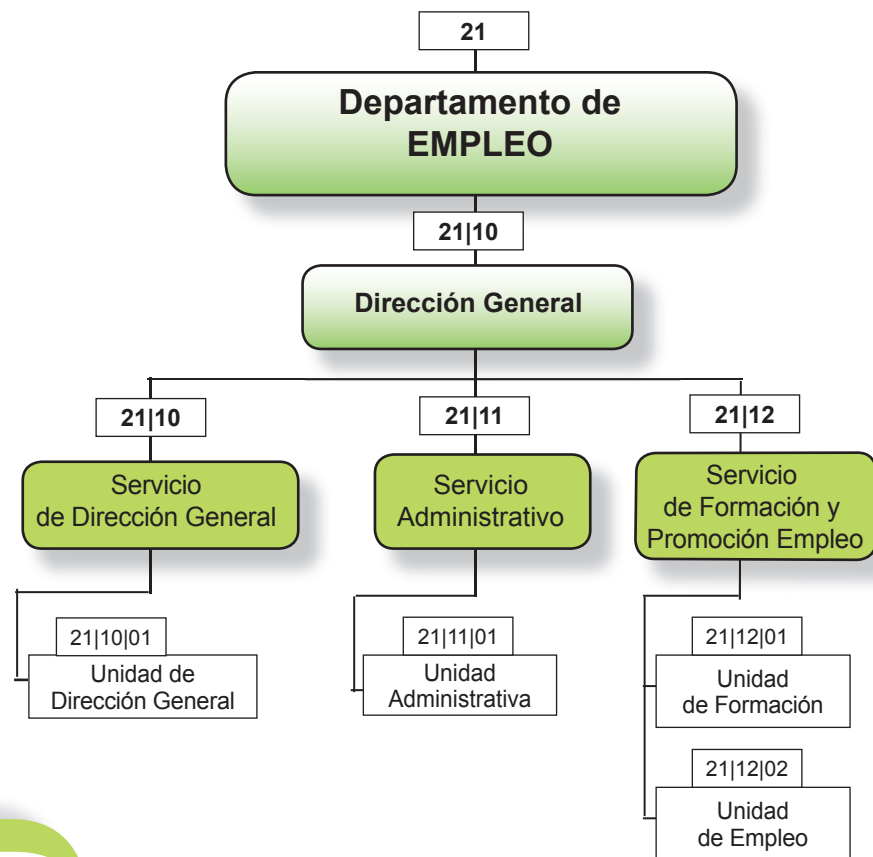 21
Departamento de
EMPLEO
21|10
Dirección General
21|10
Servicio
de Dirección General
21|10|01
Unidad de
Dirección General
21|11
Servicio
Administrativo
21|11|01
Unidad
Administrativa
21|12
Servicio
de Formación y
Promoción Empleo
21|12|01
Unidad
de Formación
21|12|02
Unidad
de Empleo